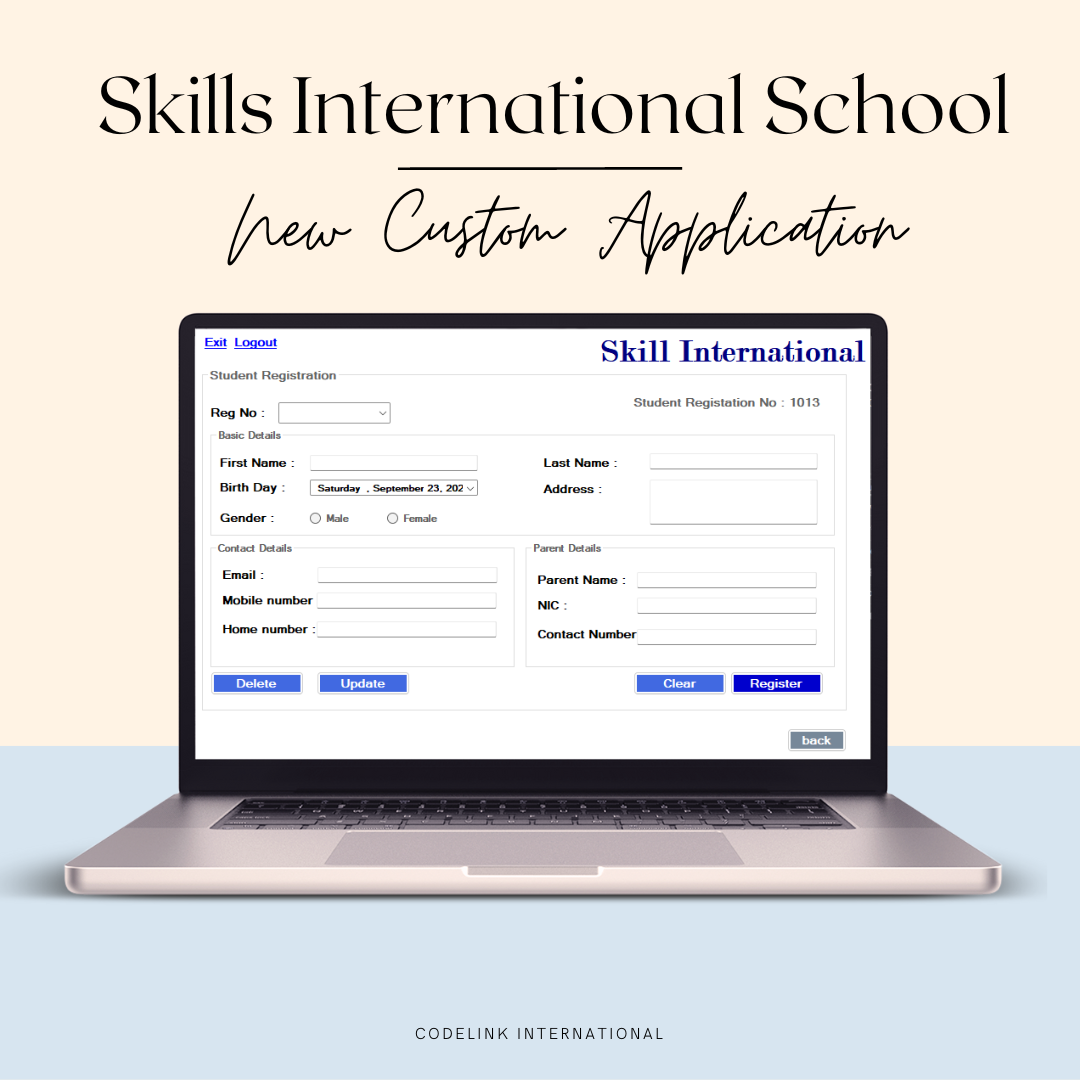 Skills International School
New Custom Application
Exit Logout
Skill International
Student Registration
Student Registation No : 1013
Reg No :
Basic Details
First Name :
Last Name :
Birth Day : Saturday , September 23, 202
Address :
Gender : Male Female
Contact Details
Email :
Mobile number
Home number :
Parent Details
Parent Name :
NIC :
Contact Number
Delete Update Clear Register
back
CODELINK INTERNATIONAL